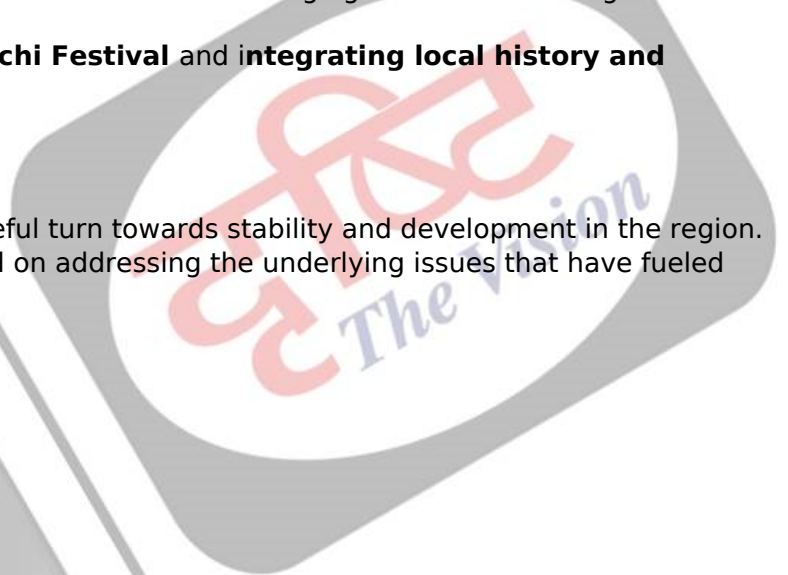 chi Festival and integrating local history and
eful turn towards stability and development in the region.
on addressing the underlying issues that have fueled
दृष्टि
The Vision